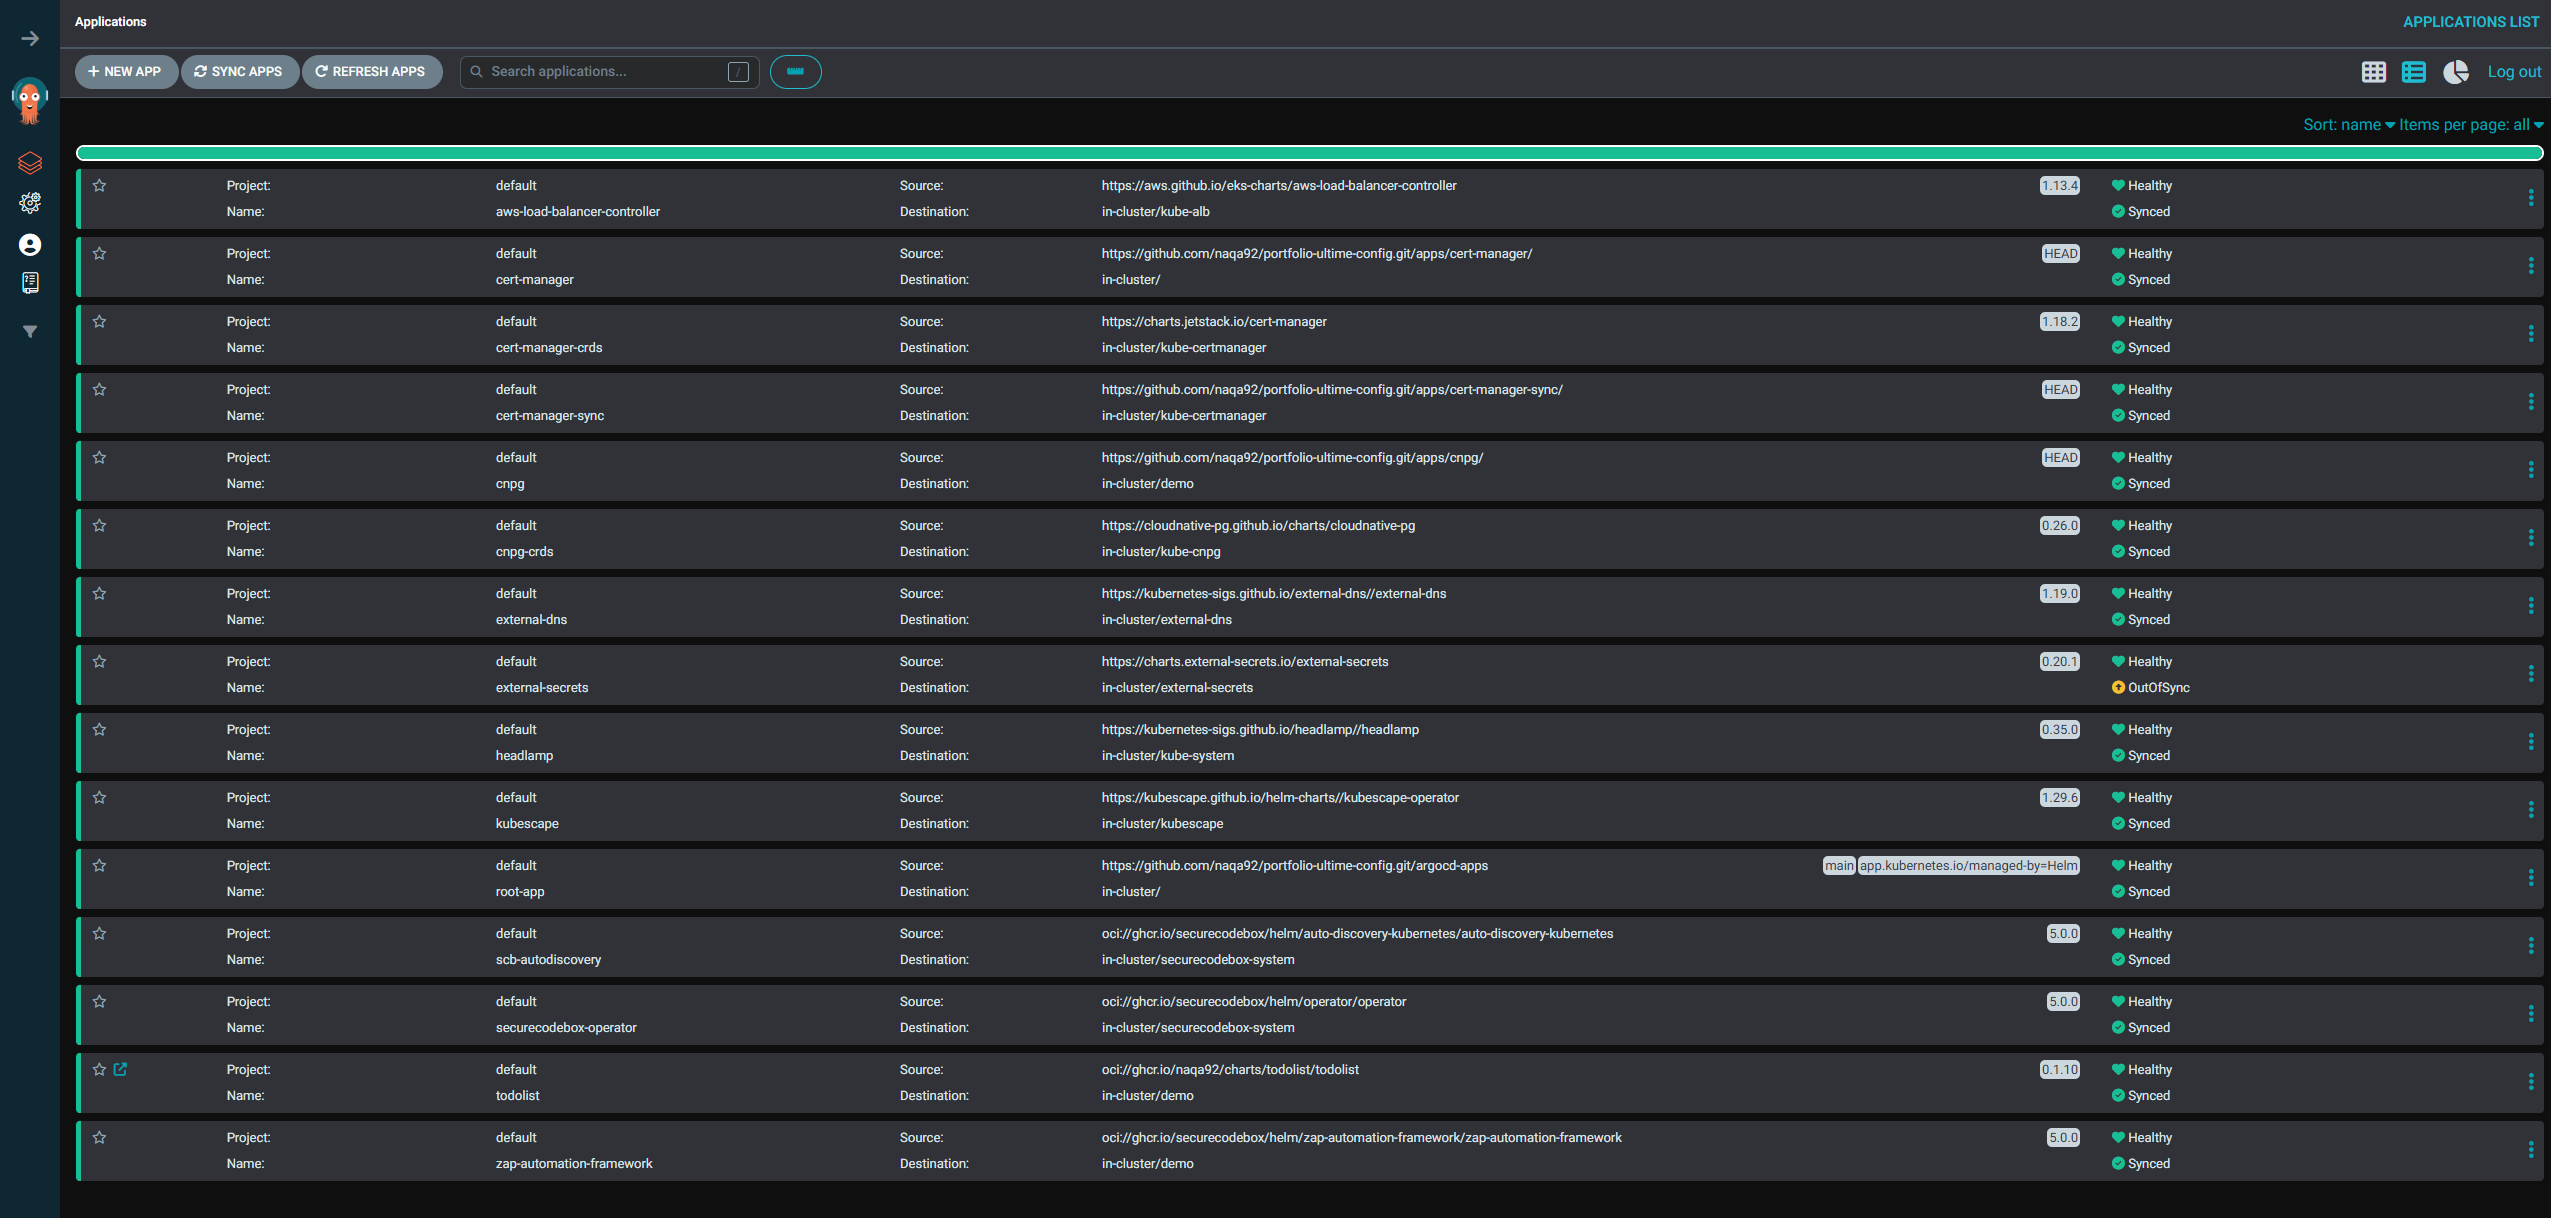 Applications
APPLICATIONS LIST
NEW APP SYNC APPS REFRESH APPS Search applications... / Log out
Sort: name Items per page: all
Project: default Source: https://aws.github.io/eks-charts/aws-load-balancer-controller 1.13.4 Healthy
Name: aws-load-balancer-controller Destination: in-cluster/kube-alb Synced
Project: default Source: https://github.com/naqa92/portfolio-ultime-config.git/apps/cert-manager/ HEAD Healthy
Name: cert-manager Destination: in-cluster/ Synced
Project: default Source: https://charts.jetstack.io/cert-manager 1.18.2 Healthy
Name: cert-manager-crds Destination: in-cluster/kube-certmanager Synced
Project: default Source: https://github.com/naqa92/portfolio-ultime-config.git/apps/cert-manager-sync/ HEAD Healthy
Name: cert-manager-sync Destination: in-cluster/kube-certmanager Synced
Project: default Source: https://github.com/naqa92/portfolio-ultime-config.git/apps/cnpg/ HEAD Healthy
Name: cnpg Destination: in-cluster/demo Synced
Project: default Source: https://cloudnative-pg.github.io/charts/cloudnative-pg 0.26.0 Healthy
Name: cnpg-crds Destination: in-cluster/kube-cnpg Synced
Project: default Source: https://kubernetes-sigs.github.io/external-dns//external-dns 1.19.0 Healthy
Name: external-dns Destination: in-cluster/external-dns Synced
Project: default Source: https://charts.external-secrets.io/external-secrets 0.20.1 Healthy
Name: external-secrets Destination: in-cluster/external-secrets OutOfSync
Project: default Source: https://kubernetes-sigs.github.io/headlamp//headlamp 0.35.0 Healthy
Name: headlamp Destination: in-cluster/kube-system Synced
Project: default Source: https://kubescape.github.io/helm-charts//kubescape-operator 1.29.6 Healthy
Name: kubescape Destination: in-cluster/kubescape Synced
Project: default Source: https://github.com/naqa92/portfolio-ultime-config.git/argocd-apps main app.kubernetes.io/managed-by=Helm Healthy
Name: root-app Destination: in-cluster/ Synced
Project: default Source: oci://ghcr.io/securecodebox/helm/auto-discovery-kubernetes/auto-discovery-kubernetes 5.0.0 Healthy
Name: scb-autodiscovery Destination: in-cluster/securecodebox-system Synced
Project: default Source: oci://ghcr.io/securecodebox/helm/operator/operator 5.0.0 Healthy
Name: securecodebox-operator Destination: in-cluster/securecodebox-system Synced
Project: default Source: oci://ghcr.io/naqa92/charts/todolist/todolist 0.1.10 Healthy
Name: todolist Destination: in-cluster/demo Synced
Project: default Source: oci://ghcr.io/securecodebox/helm/zap-automation-framework/zap-automation-framework 5.0.0 Healthy
Name: zap-automation-framework Destination: in-cluster/demo Synced